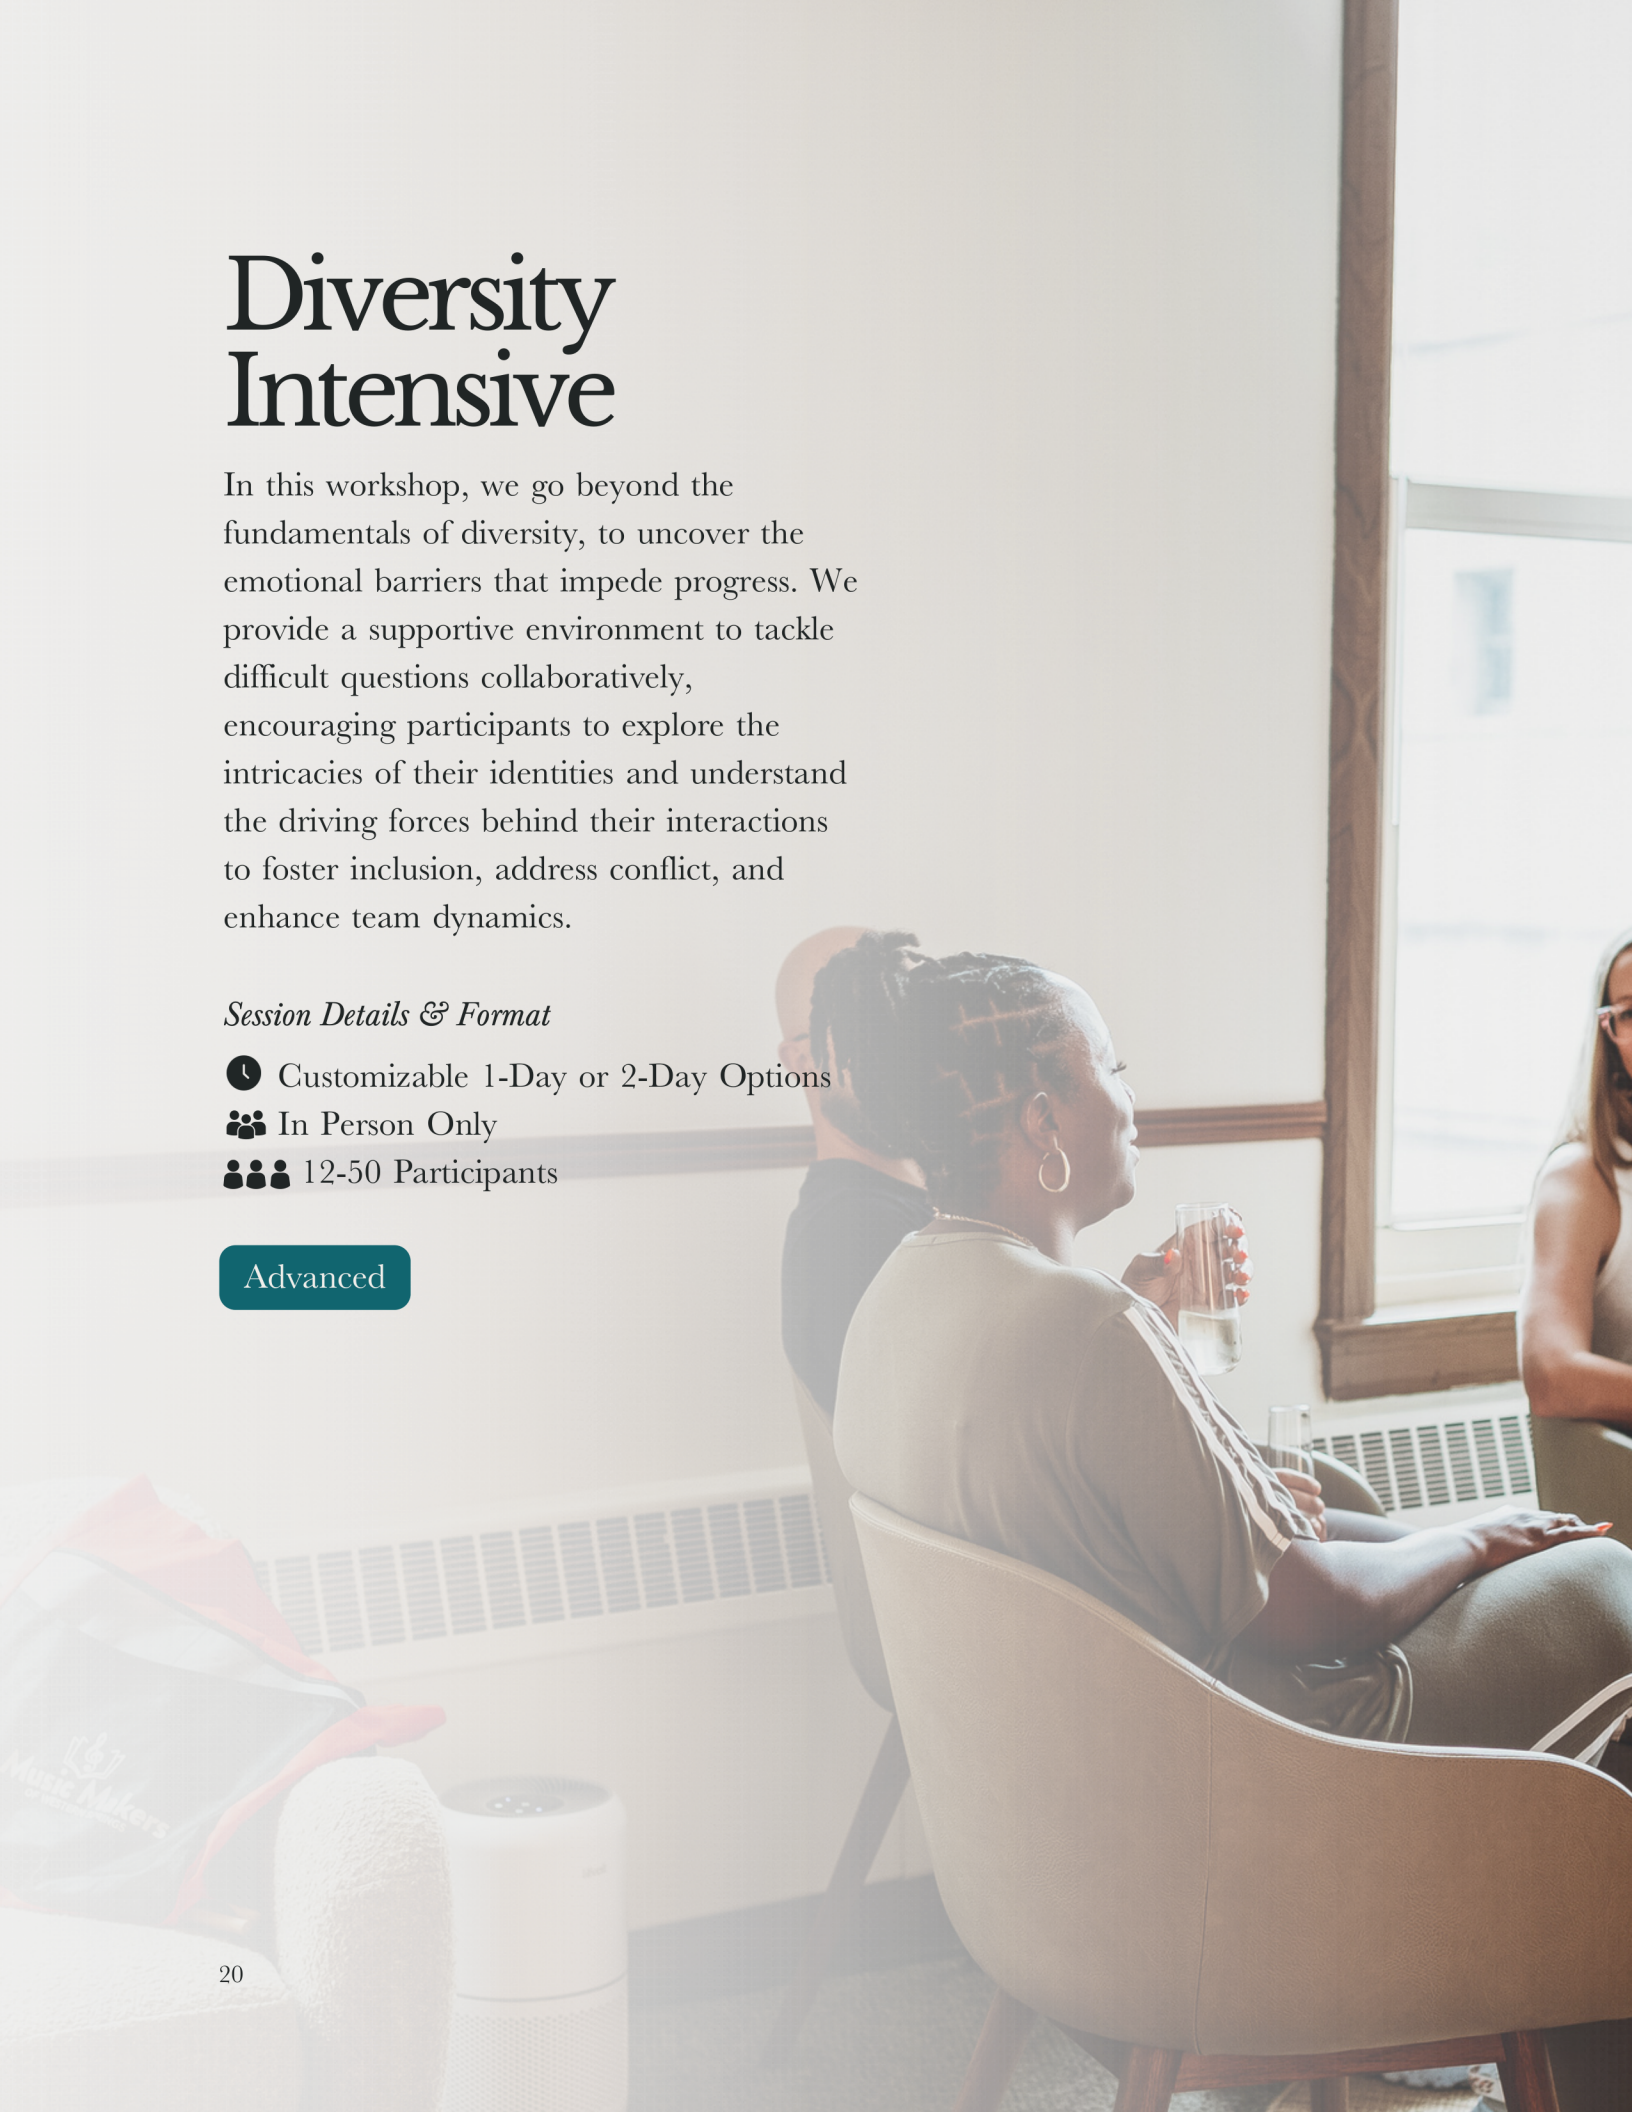 Diversity
Intensive
In this workshop, we go beyond the
fundamentals of diversity, to uncover the
emotional barriers that impede progress. We
provide a supportive environment to tackle
difficult questions collaboratively,
encouraging participants to explore the
intricacies of their identities and understand
the driving forces behind their interactions
to foster inclusion, address conflict, and
enhance team dynamics.
Session Details & Format
Customizable 1-Day or 2-Day Options
In Person Only
12-50 Participants
Advanced
Music Makers
20